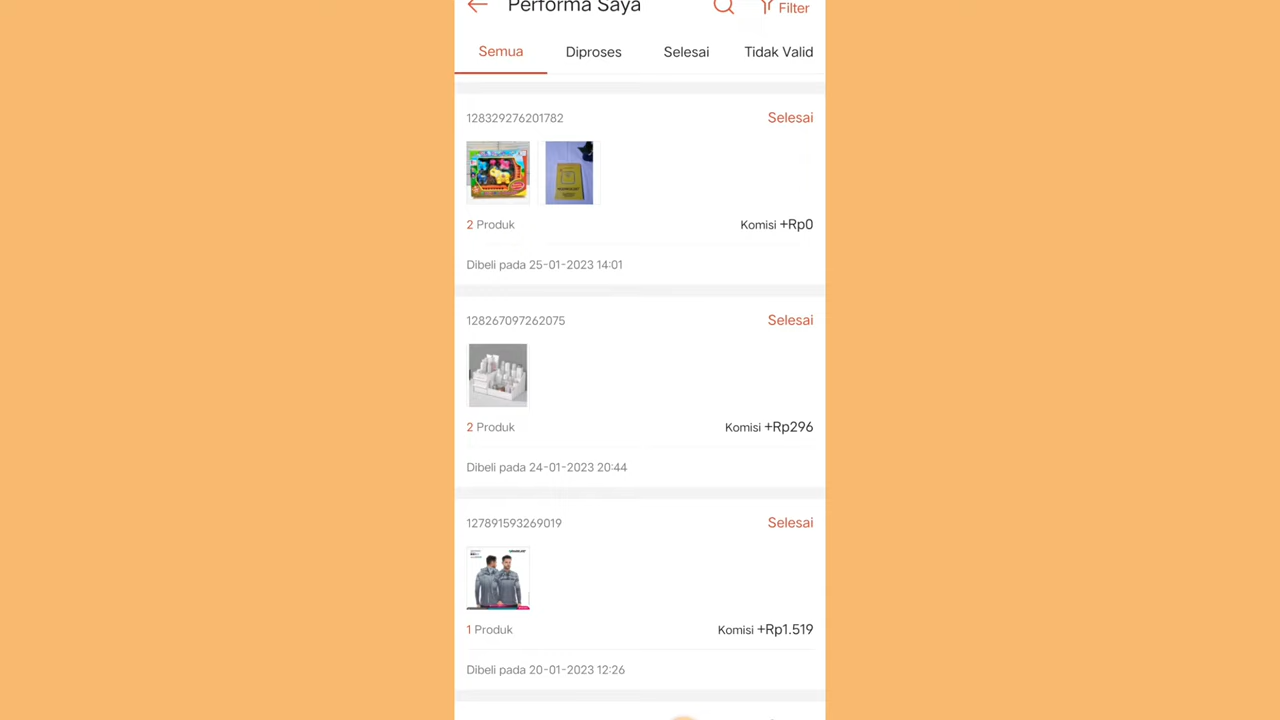 Performa Saya
Filter
Semua Diproses Selesai Tidak Valid
128329276201782 Selesai
2 Produk Komisi +Rp0
Dibeli pada 25-01-2023 14:01
128267097262075 Selesai
2 Produk Komisi +Rp296
Dibeli pada 24-01-2023 20:44
127891593269019 Selesai
1 Produk Komisi +Rp1.519
Dibeli pada 20-01-2023 12:26